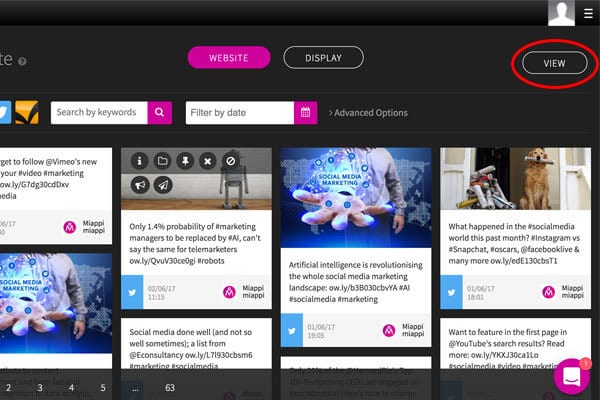 te
WEBSITE
DISPLAY
VIEW
Search by keywords
Filter by date
> Advanced Options
get to follow @Vimeo's new
your #video #marketing
ow.ly/G7dg30cdDxv
media
Miappi
miappi
Only 1.4% probability of #marketing
managers to be replaced by #AI, can't
say the same for telemarketers
ow.ly/QvuV30ce0gi #robots
02/06/17
11:15
Miappi
miappi
SOCIAL MEDIA
MARKETING
Artificial intelligence is revolutionising
the whole social media marketing
landscape: ow.ly/b3B030cbvYA #AI
#socialmedia #marketing
01/06/17
19:05
Miappi
miappi
What happened in the #socialmedia
world this past month? #Instagram vs
#Snapchat, #oscars, @facebooklive &
many more ow.ly/edE130cbsT1
01/06/17
18:01
Miappi
miappi
MARKETING
Social media done well (and not so
well sometimes); a list from
@Econsultancy ow.ly/L7l930cbsm6
#marketing #socialmedia
Want to feature in the first page in
@YouTube's search results? Read
more: ow.ly/YKXJ30ca1Lo
#socialmedia #video #marketing
2 3 4 5 ... 63
1